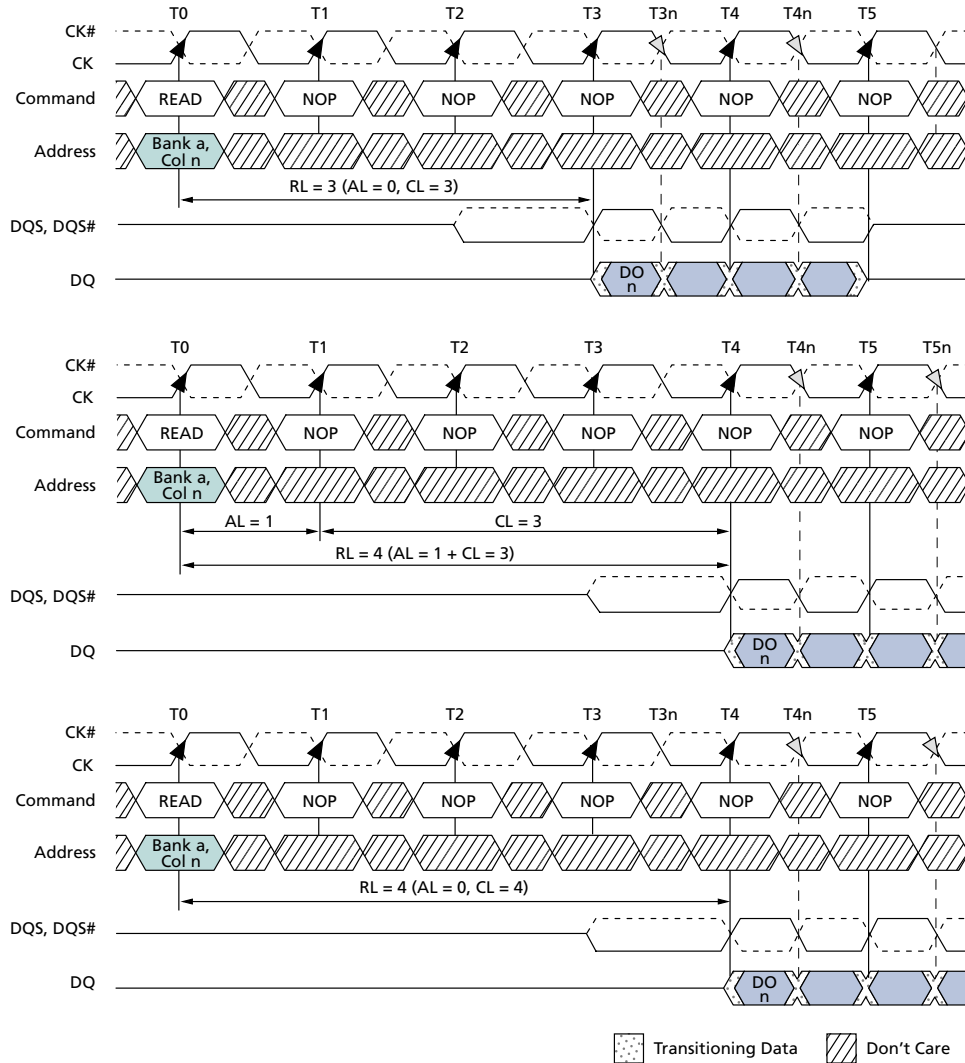 T0 T1 T2 T3 T3n T4 T4n T5
CK#
CK
Command READ NOP NOP NOP NOP NOP
Address Bank a,
Col n
RL = 3 (AL = 0, CL = 3)
DQS, DQS#
DQ DO
n
T0 T1 T2 T3 T4 T4n T5 T5n
CK#
CK
Command READ NOP NOP NOP NOP NOP
Address Bank a,
Col n
AL = 1 CL = 3
RL = 4 (AL = 1 + CL = 3)
DQS, DQS#
DQ DO
n
T0 T1 T2 T3 T3n T4 T4n T5
CK#
CK
Command READ NOP NOP NOP NOP NOP
Address Bank a,
Col n
RL = 4 (AL = 0, CL = 4)
DQS, DQS#
DQ DO
n
Transitioning Data Don't Care